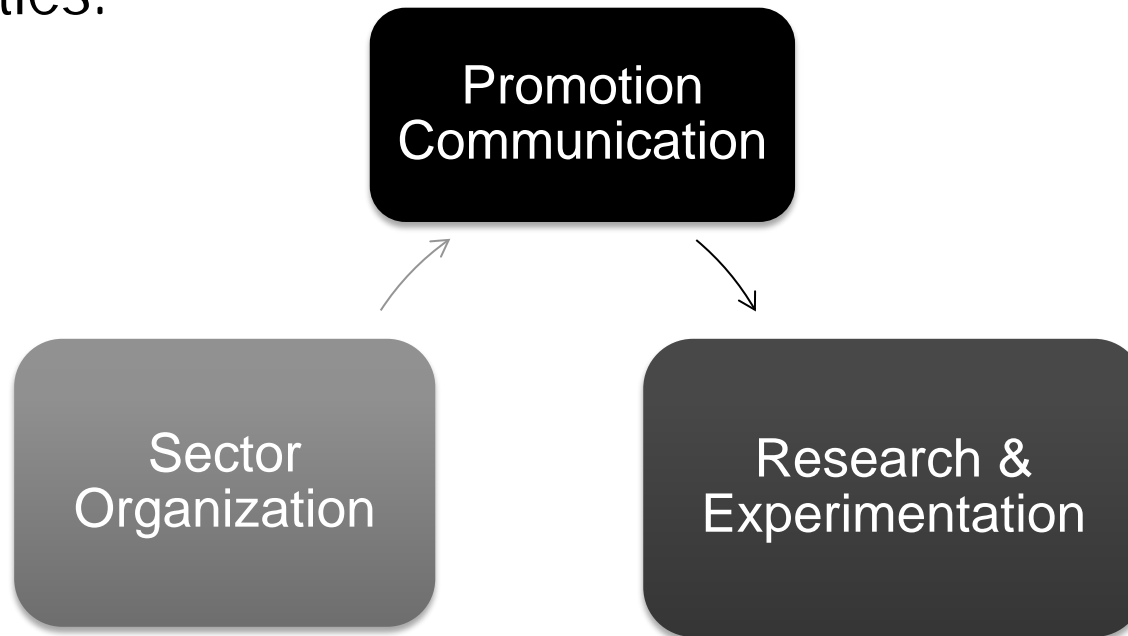 Promotion
Communication
Sector
Organization
Research &
Experimentation